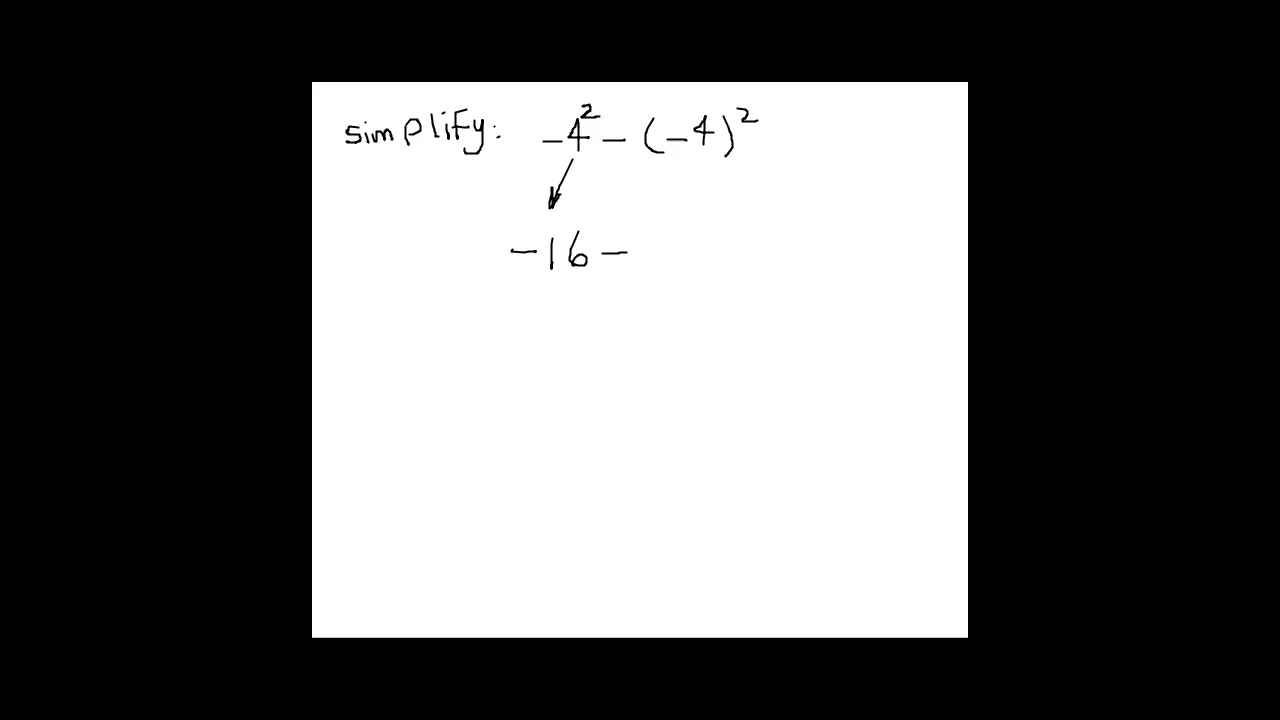 simplify: -4² - (-4)²
-16 -